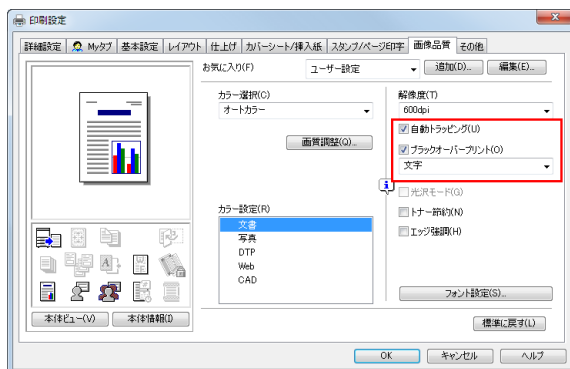 印刷設定
詳細設定 Myタブ 基本設定 レイアウト 仕上げ カバーシート/挿入紙 スタンプ/ページ印字 画像品質 その他
お気に入り(F) ユーザー設定 追加(D)... 編集(E)...
カラー選択(C)
オートカラー
画質調整(Q)...
カラー設定(R)
文書
写真
DTP
Web
CAD
解像度(T)
600dpi
自動トラッピング(U)
ブラックオーバープリント(O)
文字
光沢モード(G)
トナー節約(N)
エッジ強調(H)
フォント設定(S)...
本体ビュー(V) 本体情報(I)
標準に戻す(L)
OK キャンセル ヘルプ